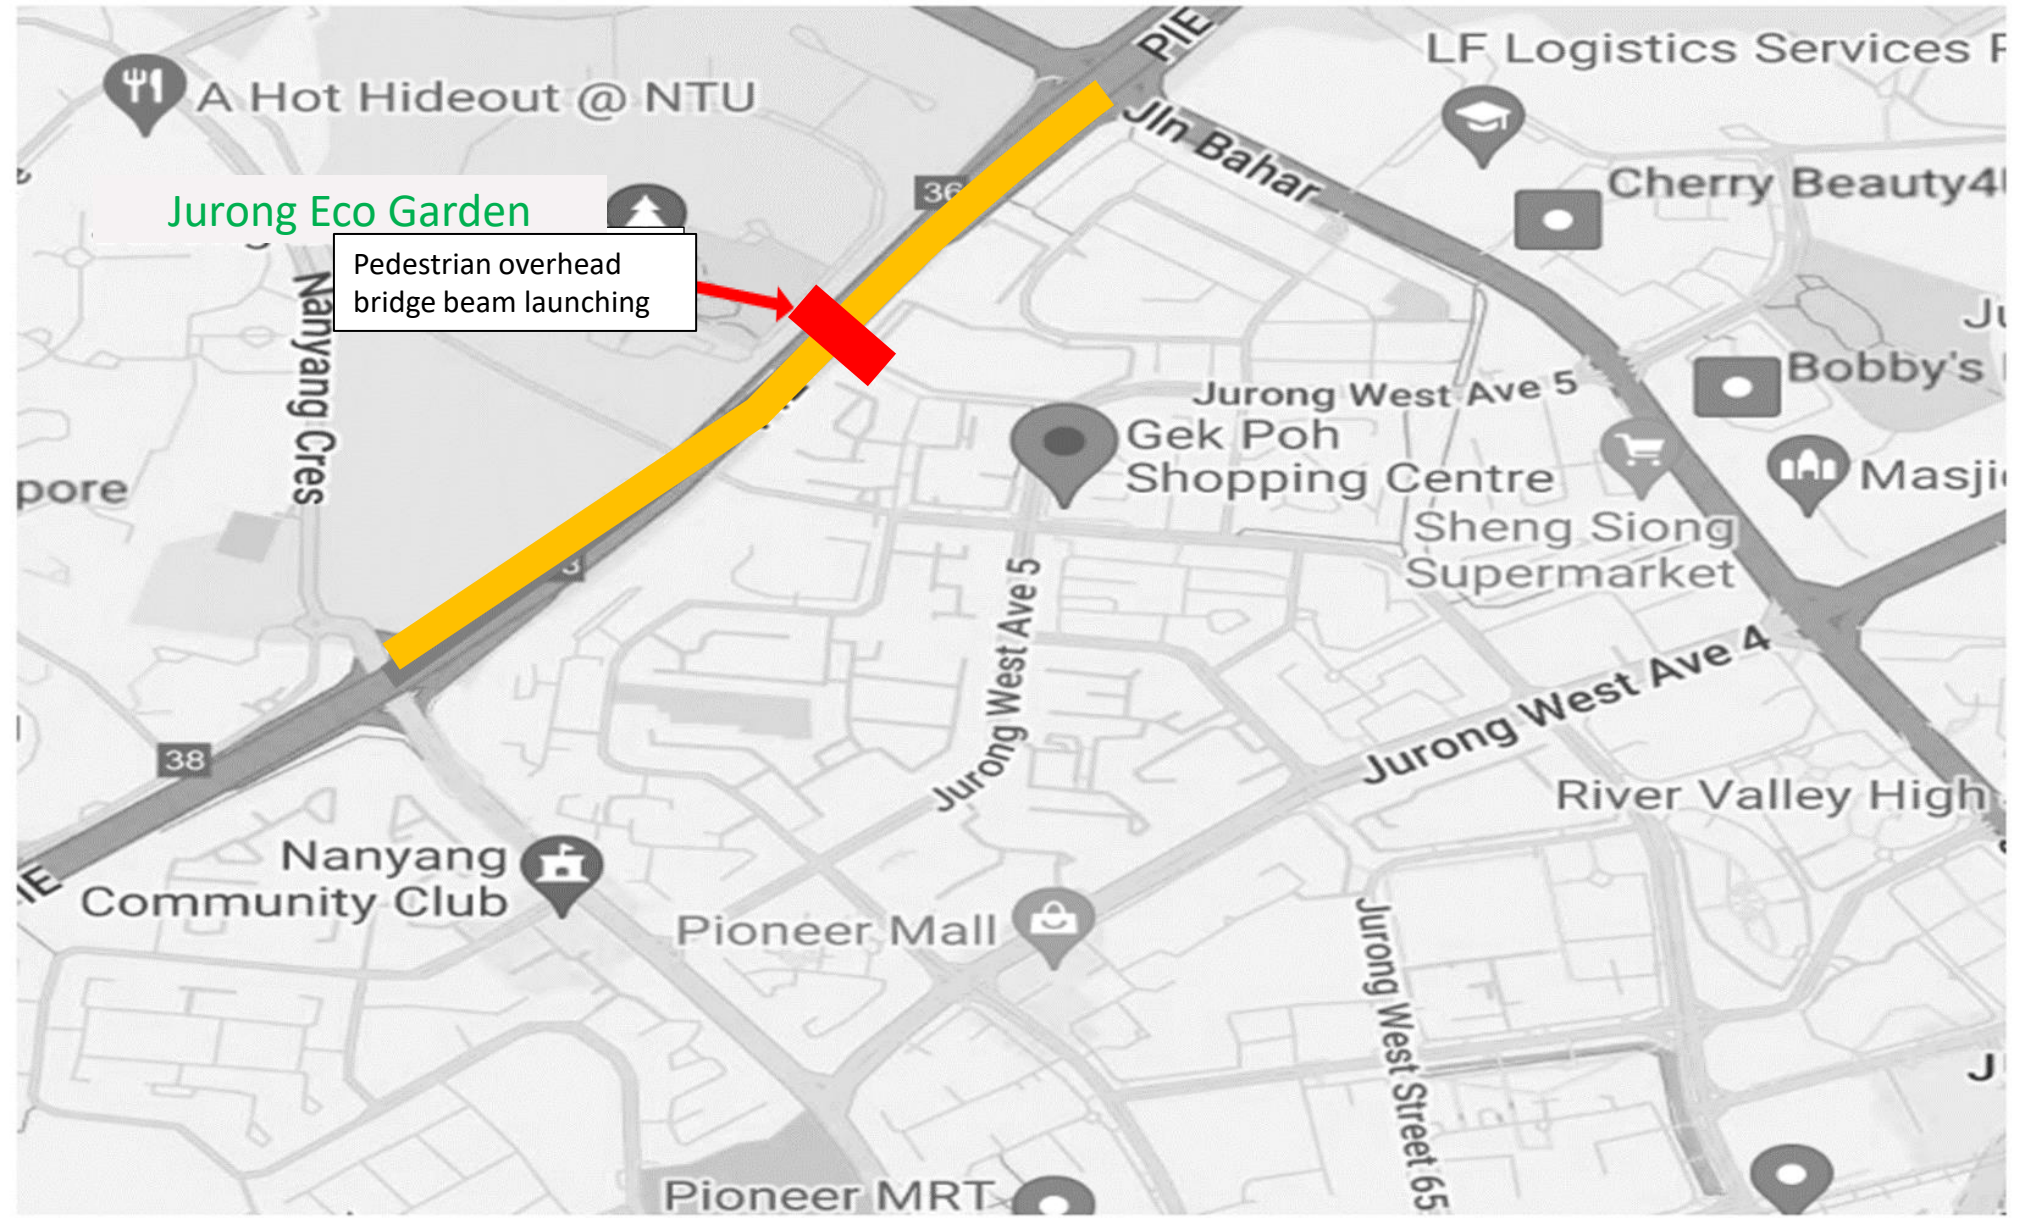 PIE
LF Logistics Services
A Hot Hideout @ NTU
Jln Bahar
Cherry Beauty4
36
Jurong Eco Garden
Pedestrian overhead
bridge beam launching
Nanyang Cres
Bobby's
Jurong West Ave 5
Gek Poh
Shopping Centre
pore
Masji
Sheng Siong
Supermarket
Jurong West Ave 5
3
Jurong West Ave 4
38
River Valley High
Nanyang
Community Club
IE
Pioneer Mall
Jurong West Street 65
Pioneer MRT